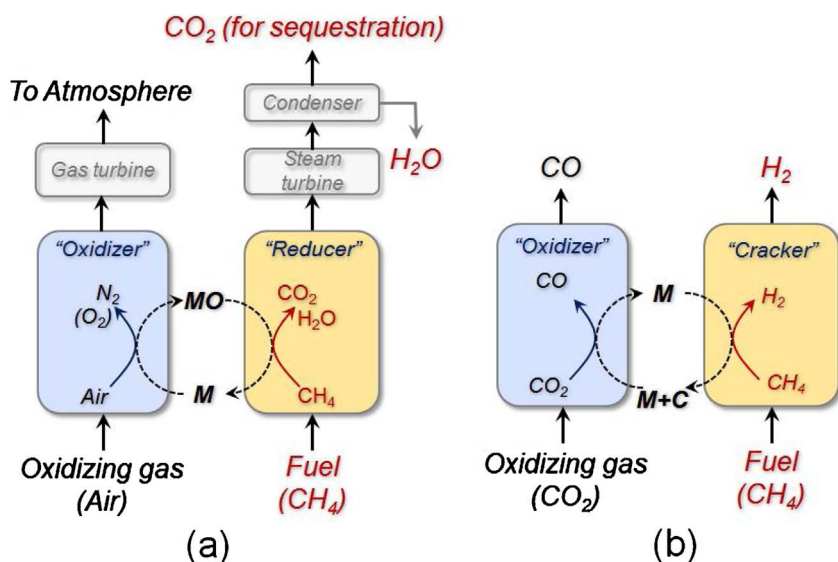 CO₂ (for sequestration)
To Atmosphere
Condenser
Gas turbine
Steam
turbine
H₂O
"Oxidizer"
"Reducer"
N₂
(O₂)
MO
CO₂
H₂O
Air
M
CH₄
Oxidizing gas
(Air)
Fuel
(CH₄)
(a)
CO
H₂
"Oxidizer"
"Cracker"
CO
M
H₂
CO₂
M+C
CH₄
Oxidizing gas
(CO₂)
Fuel
(CH₄)
(b)